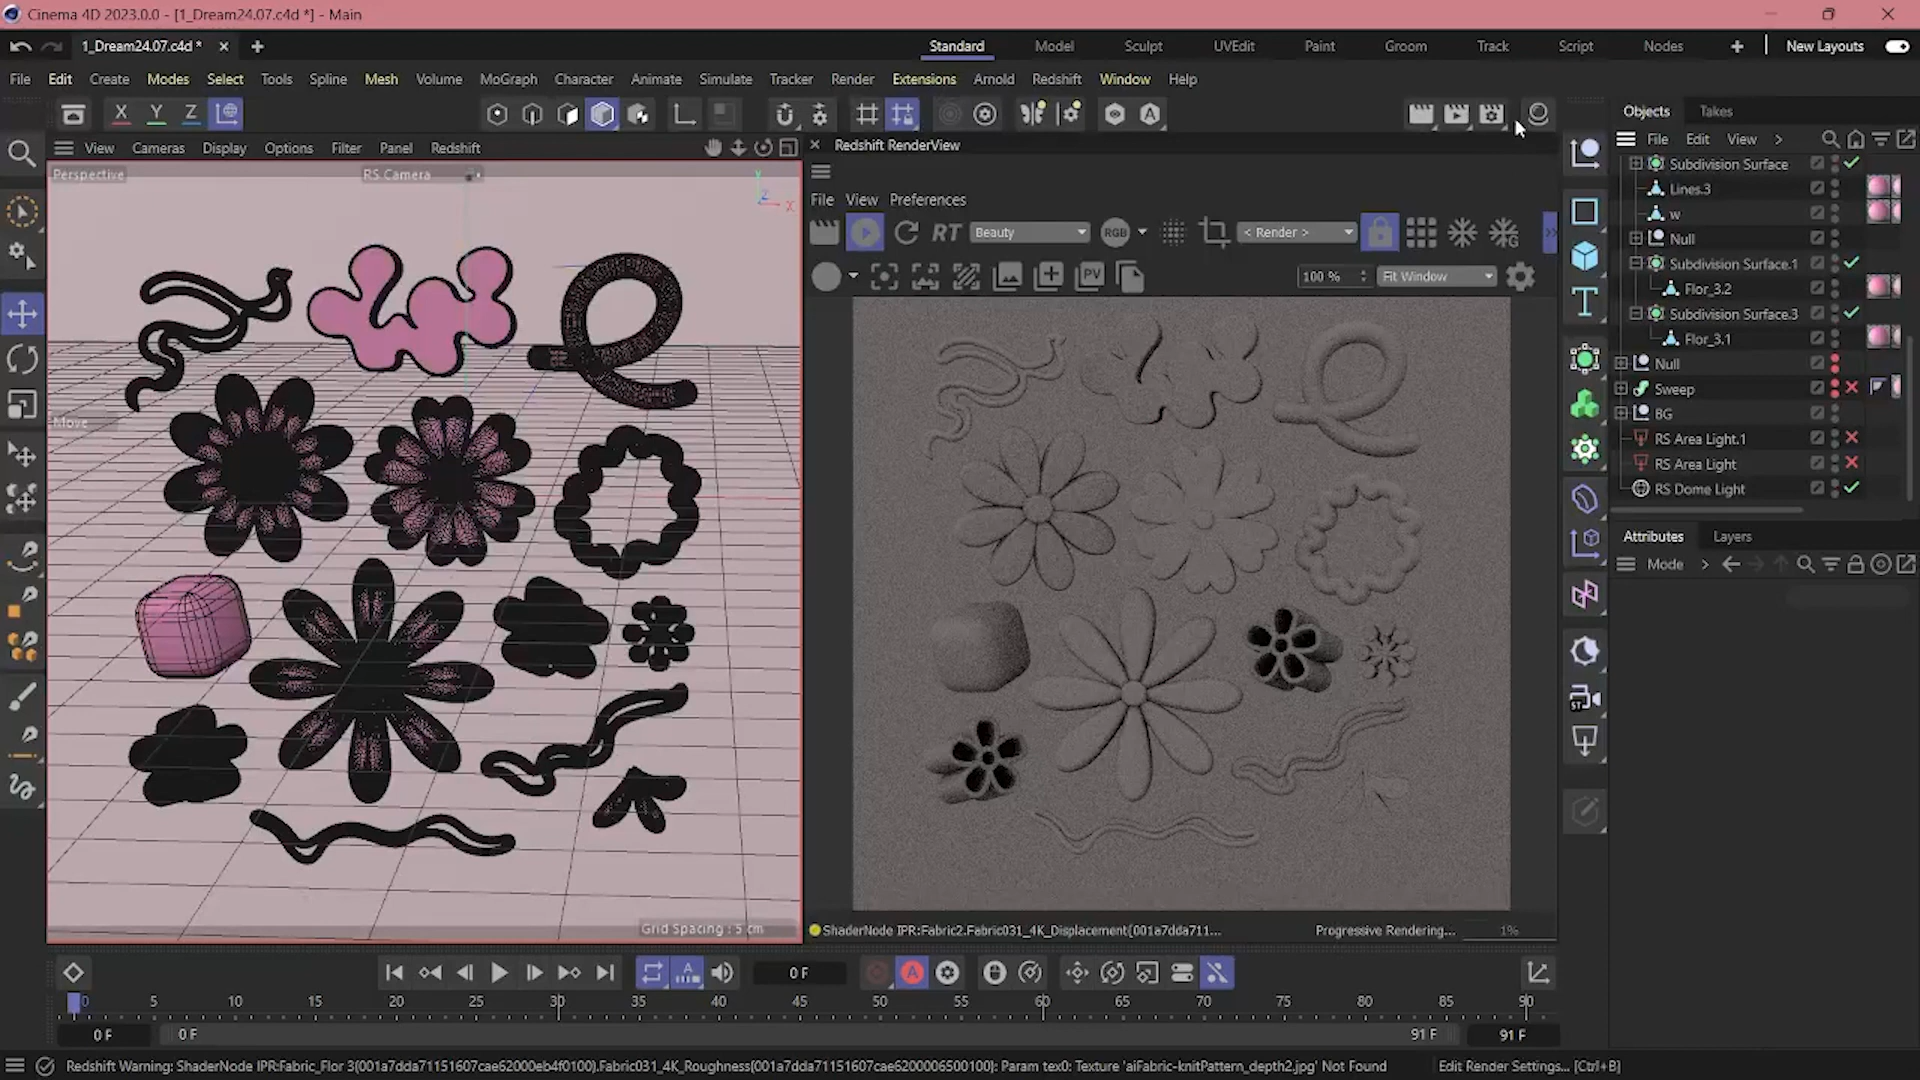 Cinema 4D 2023.0.0 - [1_Dream24.07.c4d *] - Main
1_Dream24.07.c4d * × +
Standard Model Sculpt UVEdit Paint Groom Track Script Nodes + New Layouts
File Edit Create Modes Select Tools Spline Mesh Volume MoGraph Character Animate Simulate Tracker Render Extensions Arnold Redshift Window Help
X Y Z
Objects Takes
View Cameras Display Options Filter Panel Redshift
Redshift RenderView
File Edit View >
Perspective
RS Camera
Y
Z
X
File View Preferences
RT Beauty RGB < Render >
100 % Fit Window
PV
Move
Subdivision Surface
Lines.3
w
Null
Subdivision Surface.1
Flor_3.2
Subdivision Surface.3
Flor_3.1
Null
Sweep
BG
RS Area Light.1
RS Area Light
RS Dome Light
Attributes Layers
Mode >
Grid Spacing : 5 cm
ShaderNode IPR:Fabric2.Fabric031_4K_Displacement{001a7dda711...
Progressive Rendering... 1%
0 F
0 5 10 15 20 25 30 35 40 45 50 55 60 65 70 75 80 85 90
0 F 0 F 91 F 91 F
Redshift Warning: ShaderNode IPR:Fabric_Flor 3{001a7dda71151607cae62000eb4f0100}.Fabric031_4K_Roughness{001a7dda71151607cae6200006500100}: Param tex0: Texture 'aiFabric-knitPattern_depth2.jpg' Not Found
Edit Render Settings... [Ctrl+B]